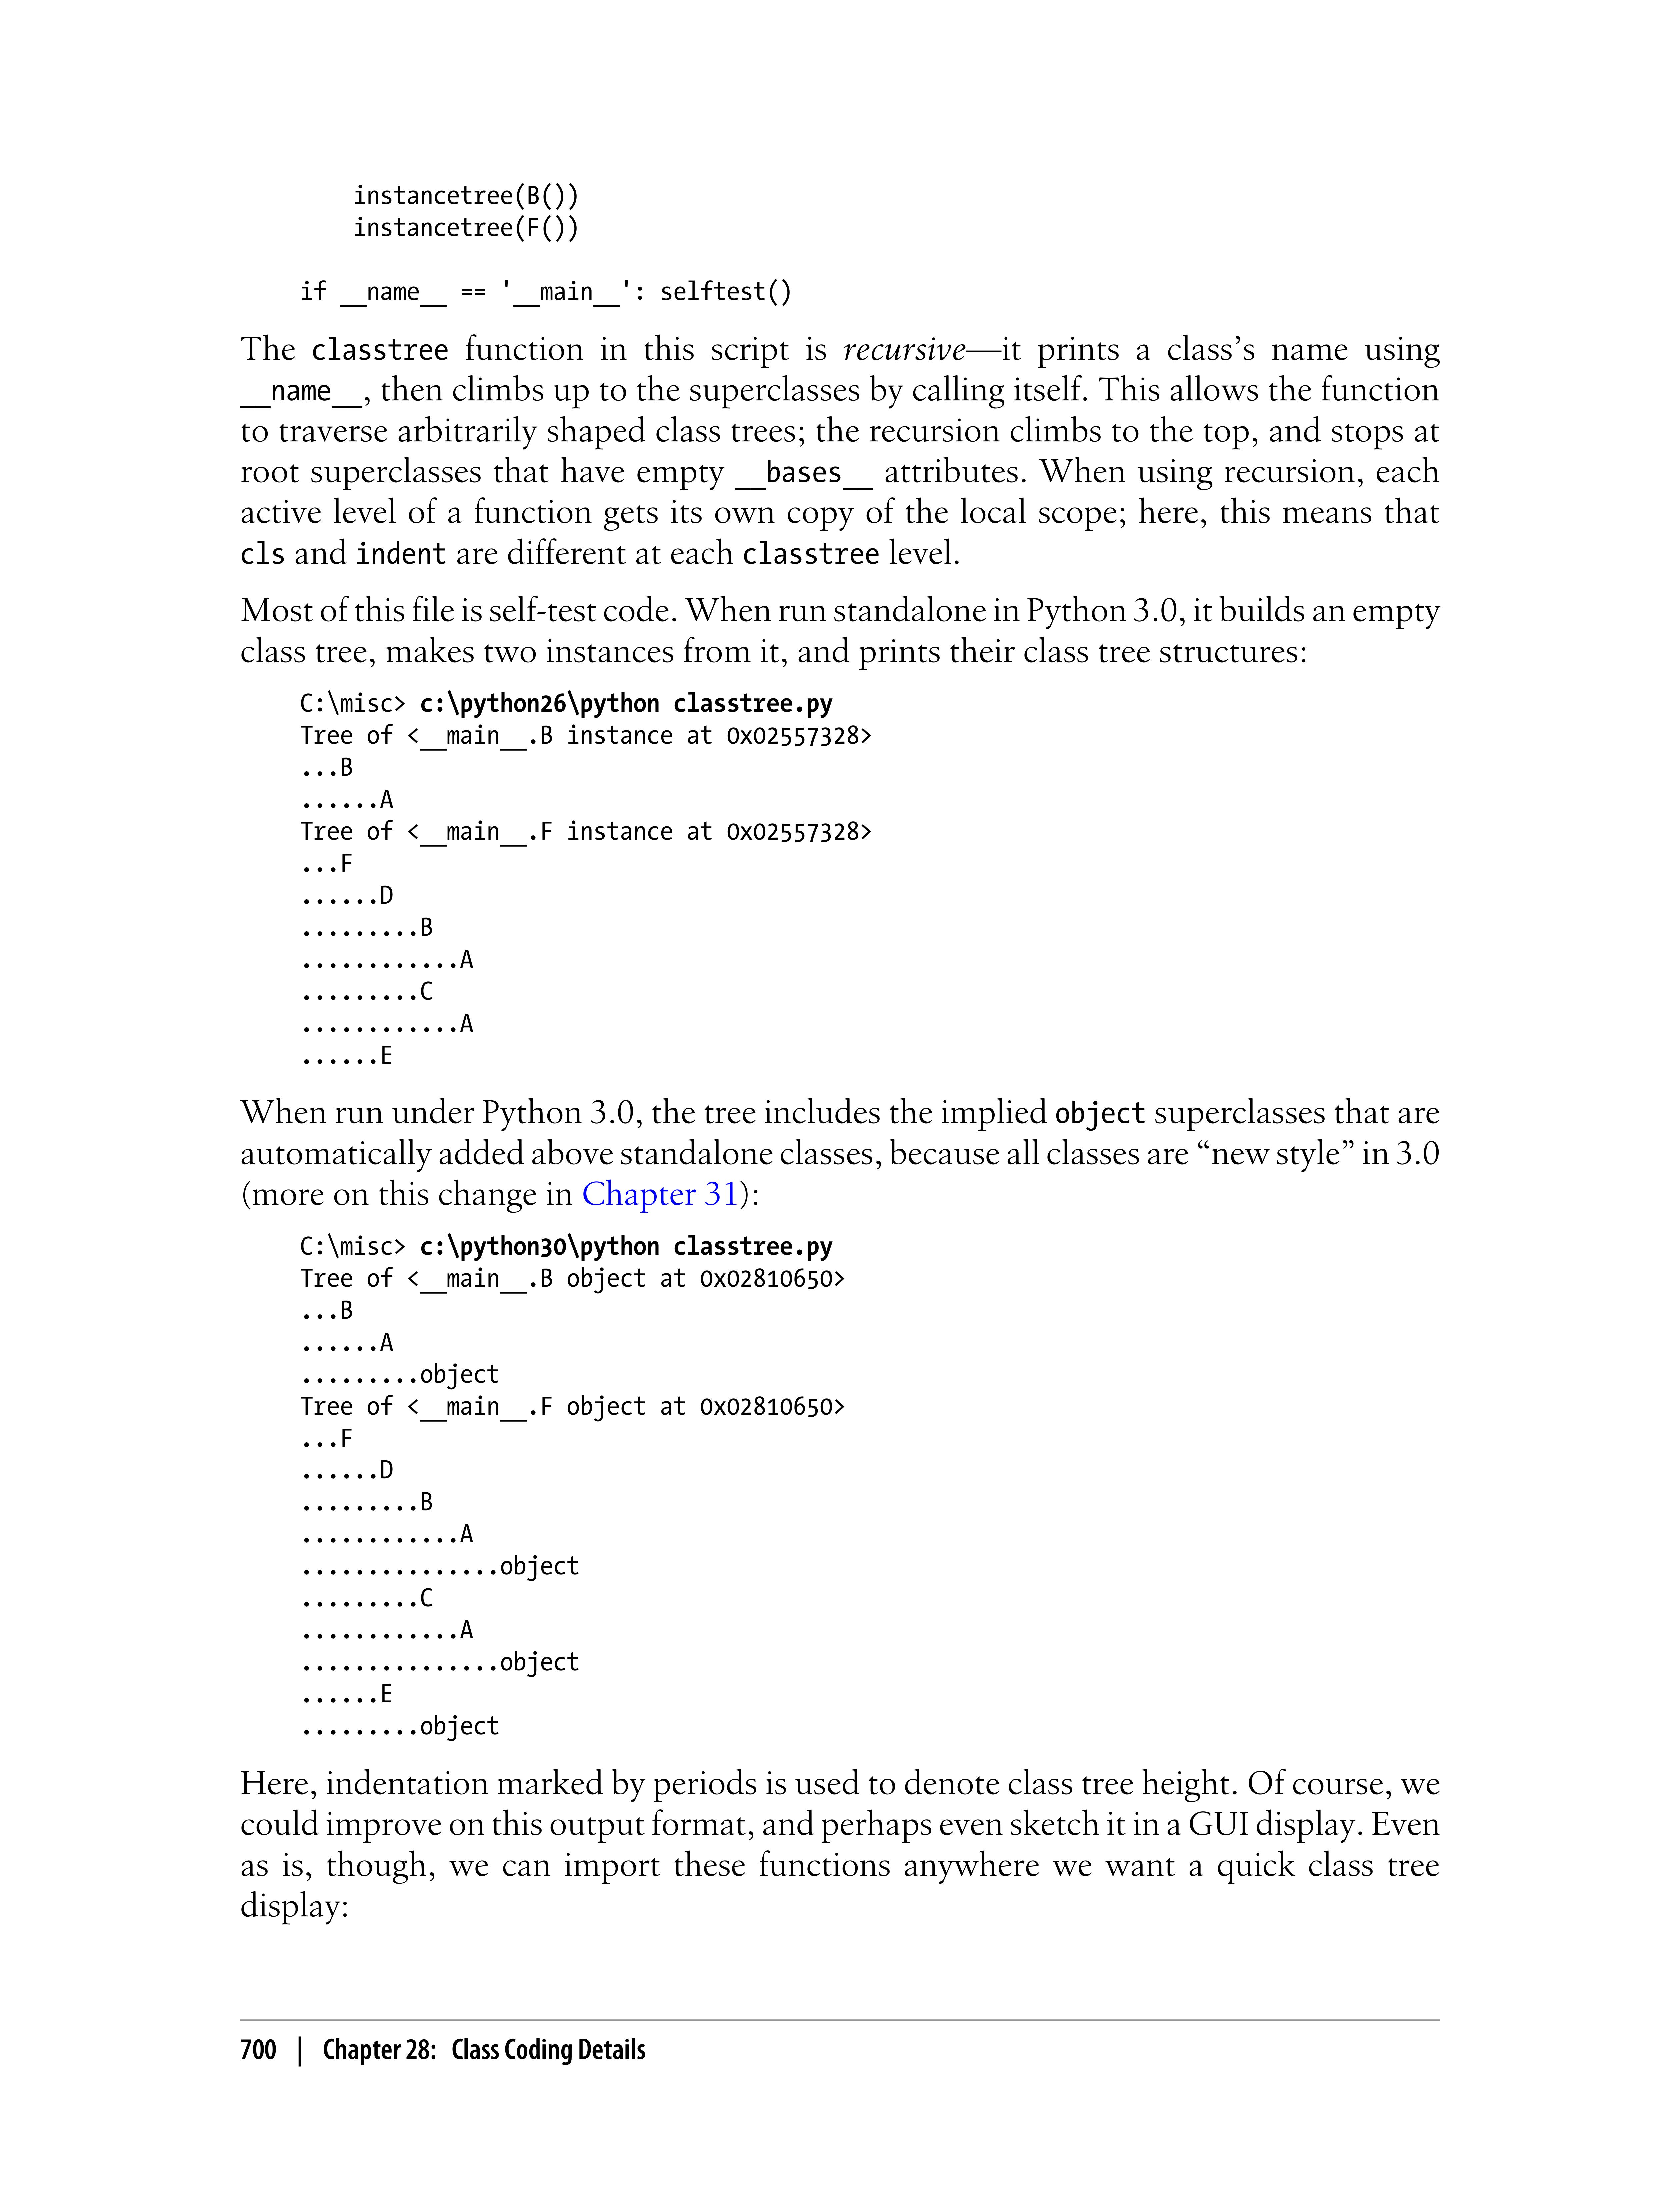 instancetree(B())
instancetree(F())
if __name__ == '__main__': selftest()
The classtree function in this script is recursive—it prints a class’s name using
__name__, then climbs up to the superclasses by calling itself. This allows the function
to traverse arbitrarily shaped class trees; the recursion climbs to the top, and stops at
root superclasses that have empty __bases__ attributes. When using recursion, each
active level of a function gets its own copy of the local scope; here, this means that
cls and indent are different at each classtree level.
Most of this file is self-test code. When run standalone in Python 3.0, it builds an empty
class tree, makes two instances from it, and prints their class tree structures:
C:\misc> c:\python26\python classtree.py
Tree of <__main__.B instance at 0x02557328>
...B
......A
Tree of <__main__.F instance at 0x02557328>
...F
......D
.........B
............A
.........C
............A
......E
When run under Python 3.0, the tree includes the implied object superclasses that are
automatically added above standalone classes, because all classes are “new style” in 3.0
(more on this change in Chapter 31):
C:\misc> c:\python30\python classtree.py
Tree of <__main__.B object at 0x02810650>
...B
......A
.........object
Tree of <__main__.F object at 0x02810650>
...F
......D
.........B
............A
...............object
.........C
............A
...............object
......E
.........object
Here, indentation marked by periods is used to denote class tree height. Of course, we
could improve on this output format, and perhaps even sketch it in a GUI display. Even
as is, though, we can import these functions anywhere we want a quick class tree
display:
700 | Chapter 28: Class Coding Details